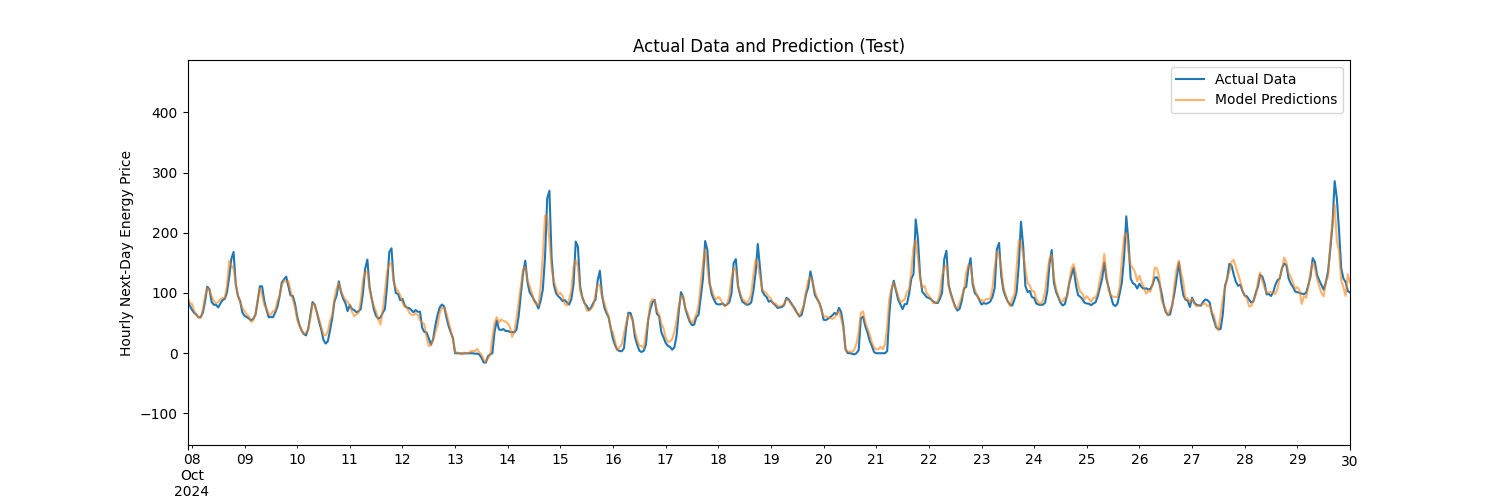 Actual Data and Prediction (Test)
Actual Data
Model Predictions
Hourly Next-Day Energy Price
400
300
200
100
0
−100
08 09 10 11 12 13 14 15 16 17 18 19 20 21 22 23 24 25 26 27 28 29 30
Oct
2024